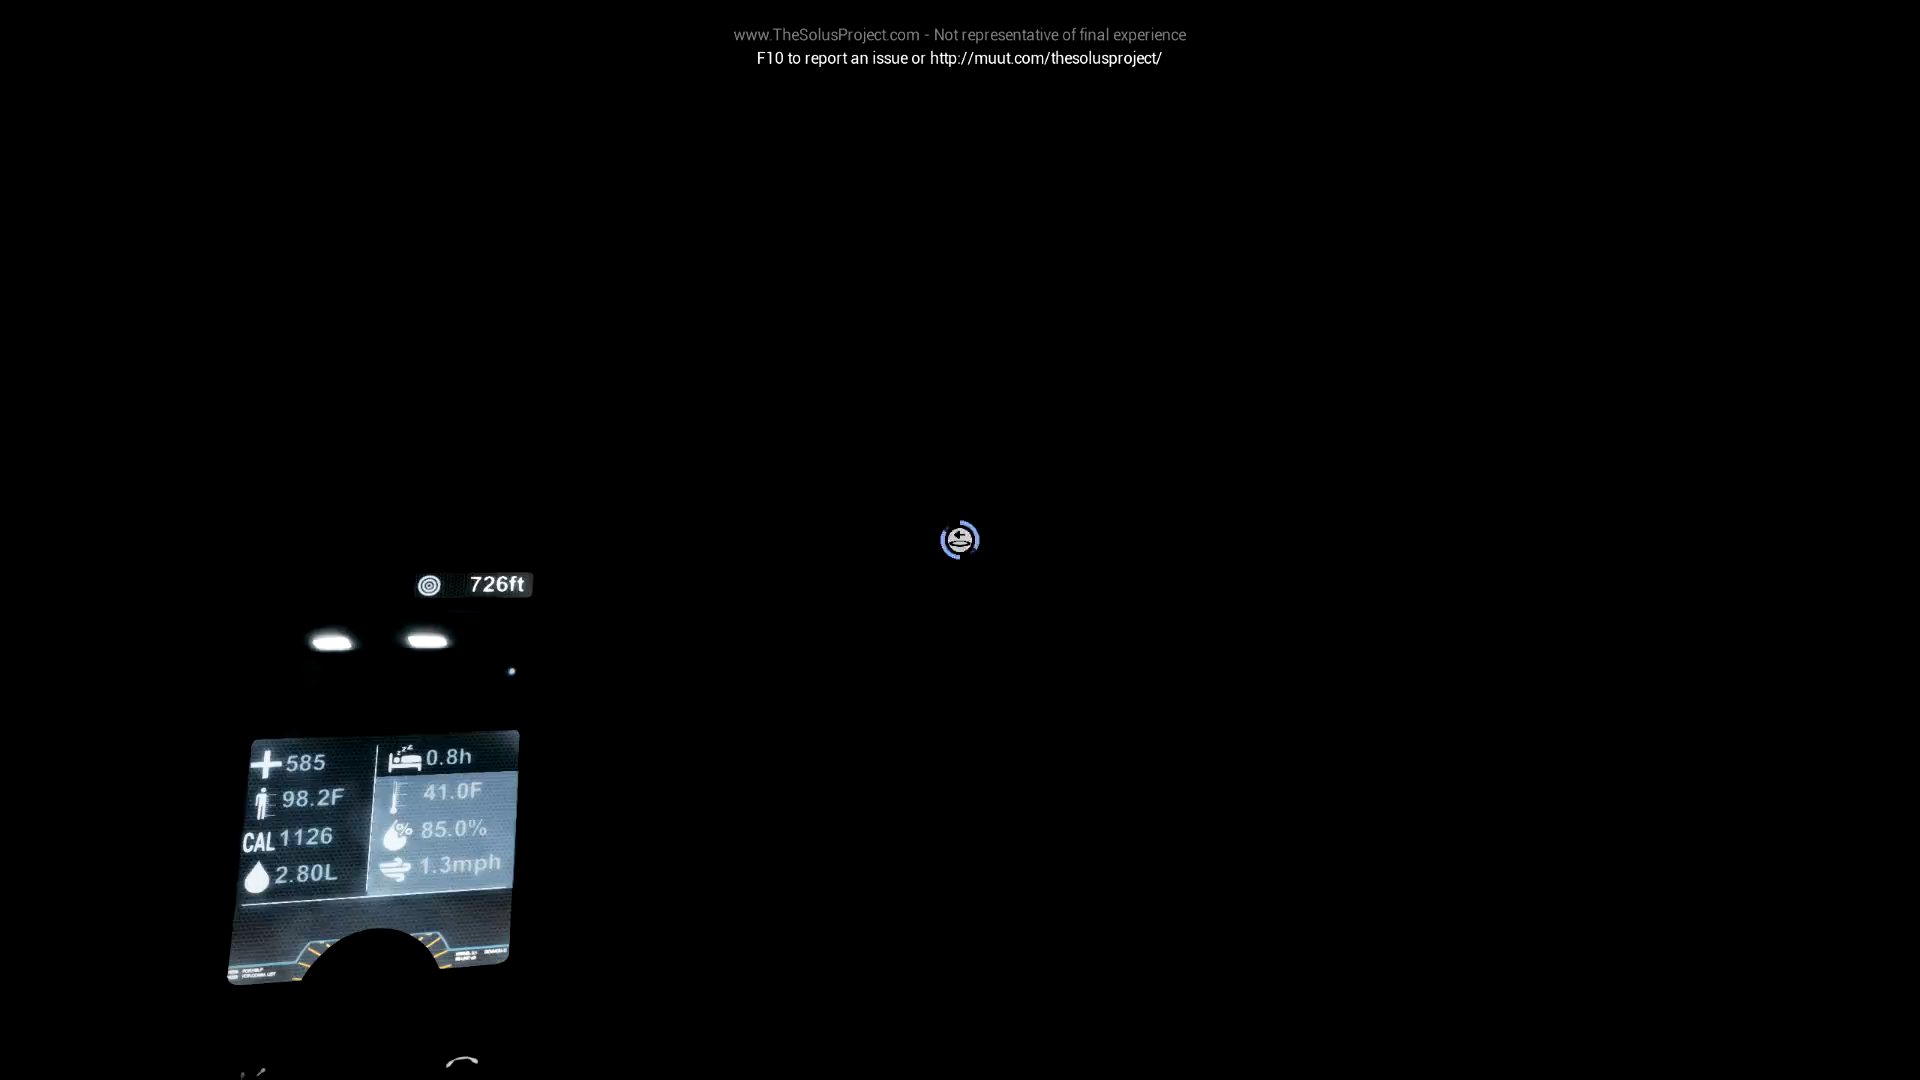 www.TheSolusProject.com - Not representative of final experience
F10 to report an issue or http://muut.com/thesolusproject/
726ft
585
0.8h
98.2F
41.0F
CAL 1126
85.0%
2.80L
1.3mph